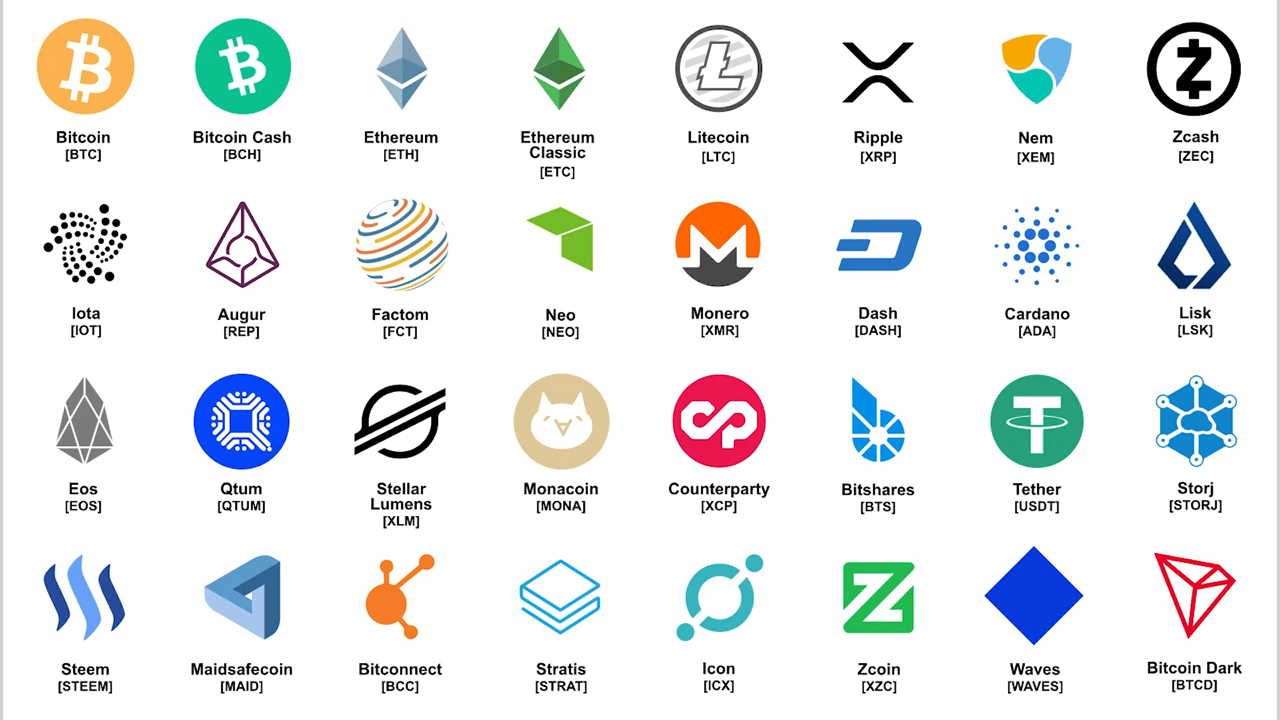 Bitcoin
[BTC]
Bitcoin Cash
[BCH]
Ethereum
[ETH]
Ethereum
Classic
[ETC]
Litecoin
[LTC]
Ripple
[XRP]
Nem
[XEM]
Zcash
[ZEC]
Iota
[IOT]
Augur
[REP]
Factom
[FCT]
Neo
[NEO]
Monero
[XMR]
Dash
[DASH]
Cardano
[ADA]
Lisk
[LSK]
Eos
[EOS]
Qtum
[QTUM]
Stellar
Lumens
[XLM]
Monacoin
[MONA]
Counterparty
[XCP]
Bitshares
[BTS]
Tether
[USDT]
Storj
[STORJ]
Steem
[STEEM]
Maidsafecoin
[MAID]
Bitconnect
[BCC]
Stratis
[STRAT]
Icon
[ICX]
Zcoin
[XZC]
Waves
[WAVES]
Bitcoin Dark
[BTCD]